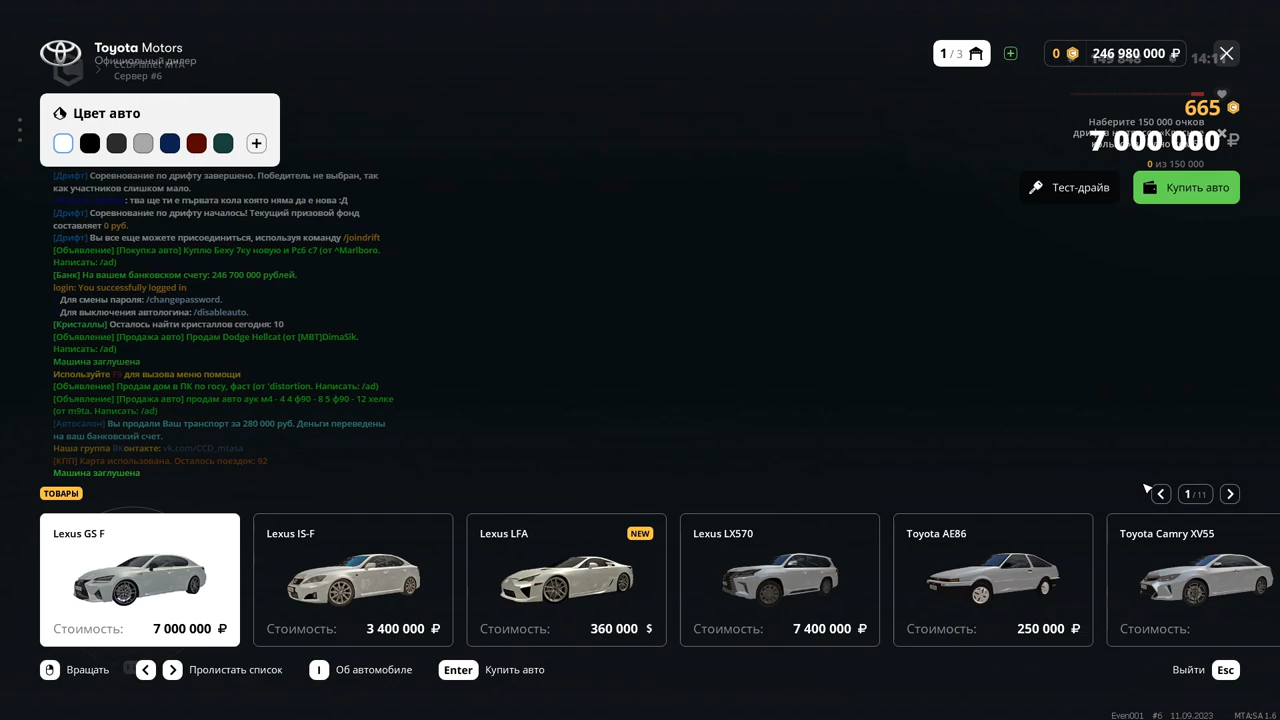 Toyota Motors
Официальный дилер
CCDPlanet MTA
Сервер #6
1 / 3
0
246 980 000 ₽
Цвет авто
665
Наберите 150 000 очков
7 000 000 ₽
0 из 150 000
Тест-драйв
Купить авто
[Дрифт] Соревнование по дрифту завершено. Победитель не выбран, так
как участников слишком мало.
: тва ще ти е първата кола която няма да е нова :Д
[Дрифт] Соревнование по дрифту началось! Текущий призовой фонд
составляет 0 руб.
[Дрифт] Вы все еще можете присоединиться, используя команду /joindrift
[Объявление] [Покупка авто] Куплю Беху 7ку новую и Рс6 с7 (от ^Marlboro.
Написать: /ad)
[Банк] На вашем банковском счету: 246 700 000 рублей.
login: You successfully logged in
Для смены пароля: /changepassword.
Для выключения автологина: /disableauto.
[Кристаллы] Осталось найти кристаллов сегодня: 10
[Объявление] [Продажа авто] Продам Dodge Hellcat (от [MBT]DimaSik.
Написать: /ad)
Машина заглушена
Используйте F9 для вызова меню помощи
[Объявление] Продам дом в ПК по госу, фаст (от 'distortion. Написать: /ad)
[Объявление] [Продажа авто] продам авто аук м4 - 4 4 ф90 - 8 5 ф90 - 12 хелке
(от m9ta. Написать: /ad)
[Автосалон] Вы продали Ваш транспорт за 280 000 руб. Деньги переведены
на ваш банковский счет.
Наша группа ВКонтакте: vk.com/CCD_mtasa
[КПП] Карта использована. Осталось поездок: 92
Машина заглушена
ТОВАРЫ
1 / 11
Lexus GS F
Стоимость: 7 000 000 ₽
Lexus IS-F
Стоимость: 3 400 000 ₽
Lexus LFA
NEW
Стоимость: 360 000 $
Lexus LX570
Стоимость: 7 400 000 ₽
Toyota AE86
Стоимость: 250 000 ₽
Toyota Camry XV55
Стоимость:
Вращать
Пролистать список
I Об автомобиле
Enter Купить авто
Выйти Esc
Even001 #6 11.09.2023 MTA:SA 1.6